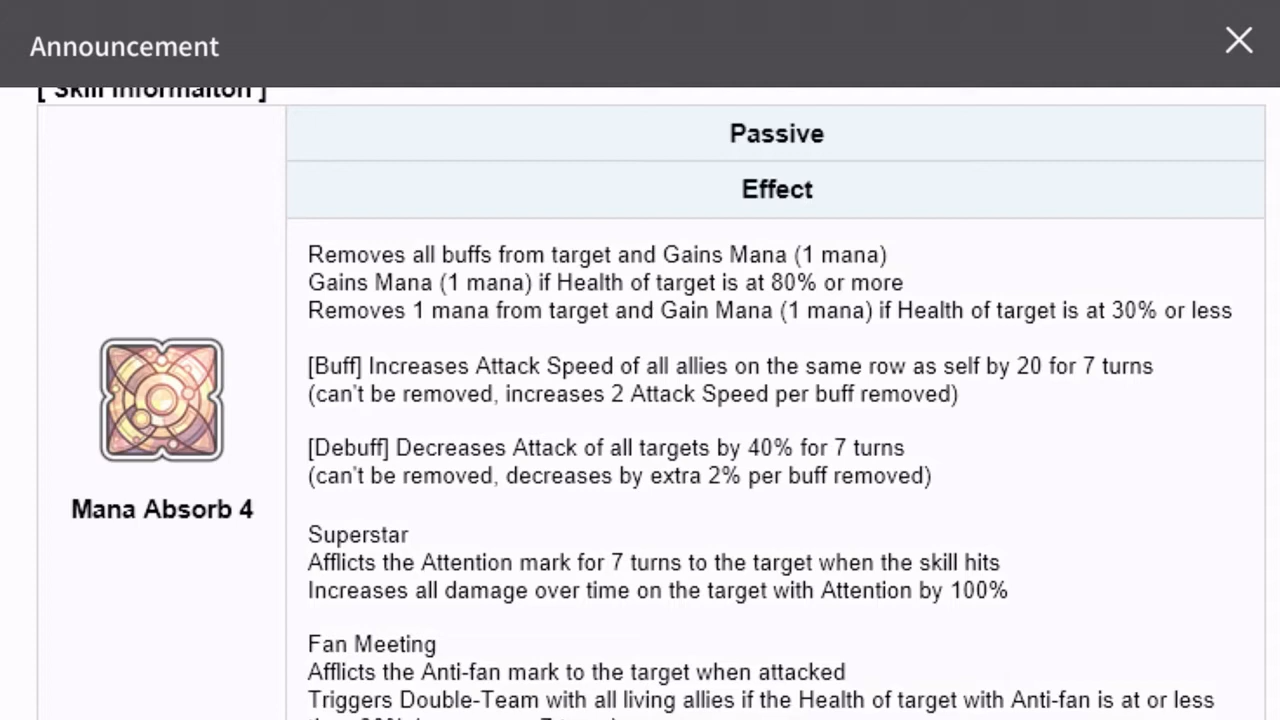 Announcement
[ Skill Informaiton ]
Passive
Effect
Removes all buffs from target and Gains Mana (1 mana)
Gains Mana (1 mana) if Health of target is at 80% or more
Removes 1 mana from target and Gain Mana (1 mana) if Health of target is at 30% or less
[Buff] Increases Attack Speed of all allies on the same row as self by 20 for 7 turns
(can't be removed, increases 2 Attack Speed per buff removed)
[Debuff] Decreases Attack of all targets by 40% for 7 turns
(can't be removed, decreases by extra 2% per buff removed)
Mana Absorb 4
Superstar
Afflicts the Attention mark for 7 turns to the target when the skill hits
Increases all damage over time on the target with Attention by 100%
Fan Meeting
Afflicts the Anti-fan mark to the target when attacked
Triggers Double-Team with all living allies if the Health of target with Anti-fan is at or less